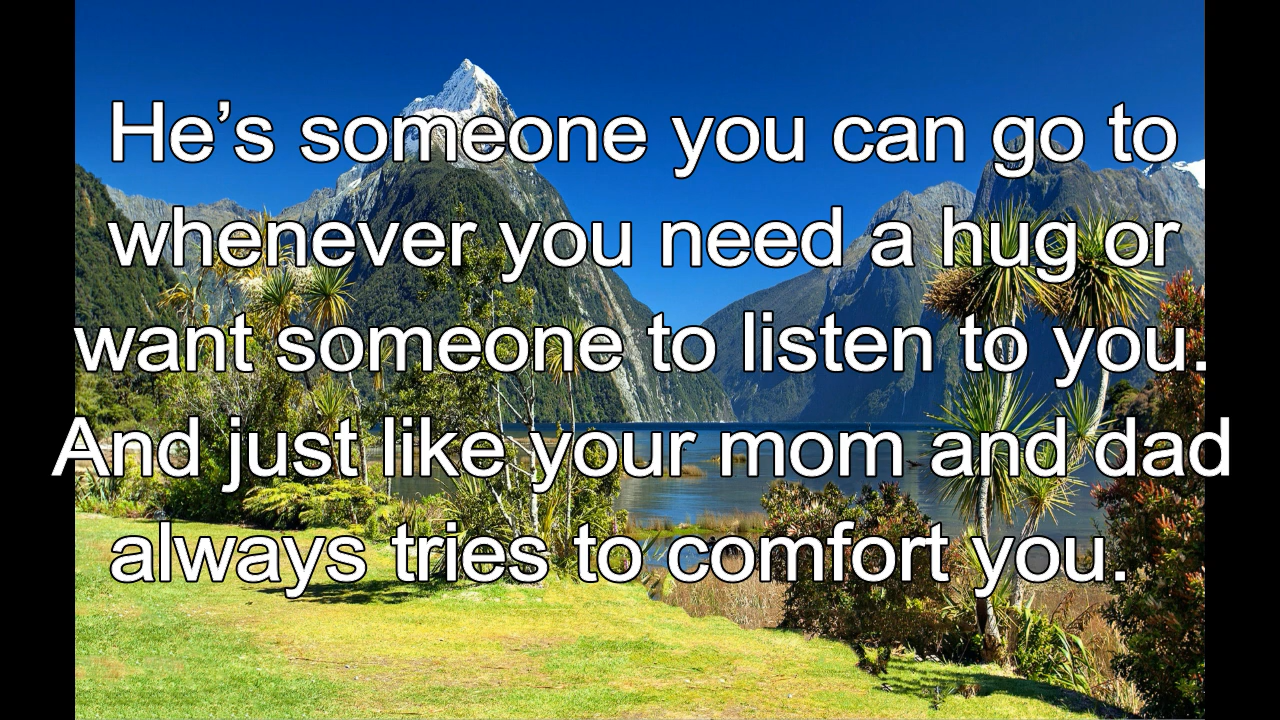 He’s someone you can go to
whenever you need a hug or
want someone to listen to you.
And just like your mom and dad
always tries to comfort you.